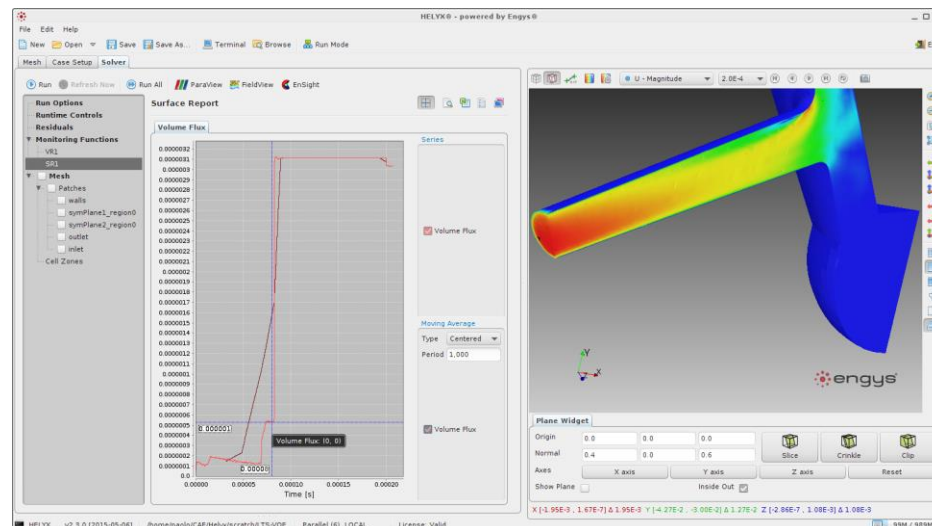 HELYX® - powered by Engys®
File Edit Help
New Open Save Save As... Terminal Browse Run Mode
Mesh Case Setup Solver
Run Refresh Now Run All ParaView FieldView EnSight
U - Magnitude 2.0E-4
Run Options
Runtime Controls
Residuals
Monitoring Functions
VR1
SR1
Mesh
Patches
walls
symPlane1_region0
symPlane2_region0
outlet
inlet
Cell Zones
Surface Report
Volume Flux
Series
0.0000032
0.0000031
0.000003
0.0000029
0.0000028
0.0000027
0.0000026
0.0000025
0.0000024
0.0000023
0.0000022
0.0000021
0.000002
0.0000019
0.0000018
0.0000017
0.0000016
0.0000015
0.0000014
0.0000013
0.0000012
0.0000011
0.000001
0.0000009
0.0000008
0.0000007
0.0000006
0.0000005
0.0000004
0.0000003
0.0000002
0.0000001
0.0
0.000001
0.00000
Volume Flux: (0, 0)
0.00000 0.00005 0.00010 0.00015 0.00020
Time [s]
Volume Flux
Moving Average
Type Centered
Period 1,000
Volume Flux
Y
X
engys
Plane Widget
Origin 0.0 0.0 0.0
Normal 0.4 0.0 0.6
Slice Crinkle Clip
Axes X axis Y axis Z axis Reset
Show Plane Inside Out
X [-1.95E-3 , 1.67E-7] Δ 1.95E-3 Y [-4.27E-2 , -3.00E-2] Δ 1.27E-2 Z [-2.86E-7 , 1.08E-3] Δ 1.08E-3
HELYX v2.3.0 [2015-05-06] Parallel (6) LOCAL License: Valid 99M / 989M